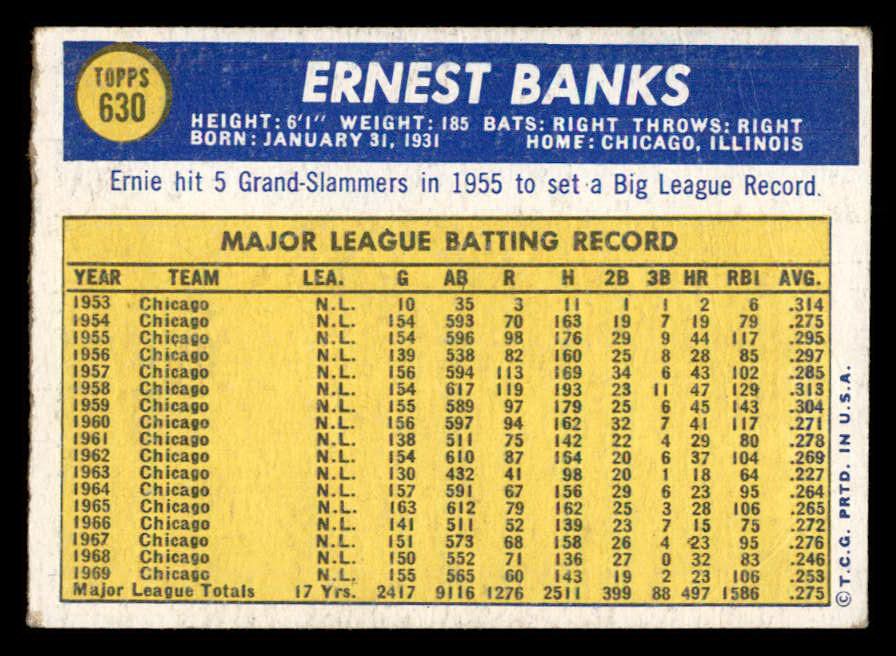 TOPPS
630
ERNEST BANKS
HEIGHT: 6'1" WEIGHT: 185 BATS: RIGHT THROWS: RIGHT
BORN: JANUARY 31, 1931 HOME: CHICAGO, ILLINOIS
Ernie hit 5 Grand-Slammers in 1955 to set a Big League Record.
MAJOR LEAGUE BATTING RECORD
YEAR TEAM LEA. G AB R H 2B 3B HR RBI AVG.
1953 Chicago N.L. 10 35 3 11 1 1 2 6 .314
1954 Chicago N.L. 154 593 70 163 19 7 19 79 .275
1955 Chicago N.L. 154 596 98 176 29 9 44 117 .295
1956 Chicago N.L. 139 538 82 160 25 8 28 85 .297
1957 Chicago N.L. 156 594 113 169 34 6 43 102 .285
1958 Chicago N.L. 154 617 119 193 23 11 47 129 .313
1959 Chicago N.L. 155 589 97 179 25 6 45 143 .304
1960 Chicago N.L. 156 597 94 162 32 7 41 117 .271
1961 Chicago N.L. 138 511 75 142 22 4 29 80 .278
1962 Chicago N.L. 154 610 87 164 20 6 37 104 .269
1963 Chicago N.L. 130 432 41 98 20 1 18 64 .227
1964 Chicago N.L. 157 591 67 156 29 6 23 95 .264
1965 Chicago N.L. 163 612 79 162 25 3 28 106 .265
1966 Chicago N.L. 141 511 52 139 23 7 15 75 .272
1967 Chicago N.L. 151 573 68 158 26 4 23 95 .276
1968 Chicago N.L. 150 552 71 136 27 0 32 83 .246
1969 Chicago N.L. 155 565 60 143 19 2 23 106 .253
Major League Totals 17 Yrs. 2417 9116 1276 2511 399 88 497 1586 .275
©T.C.G. PRTD. IN U.S.A.